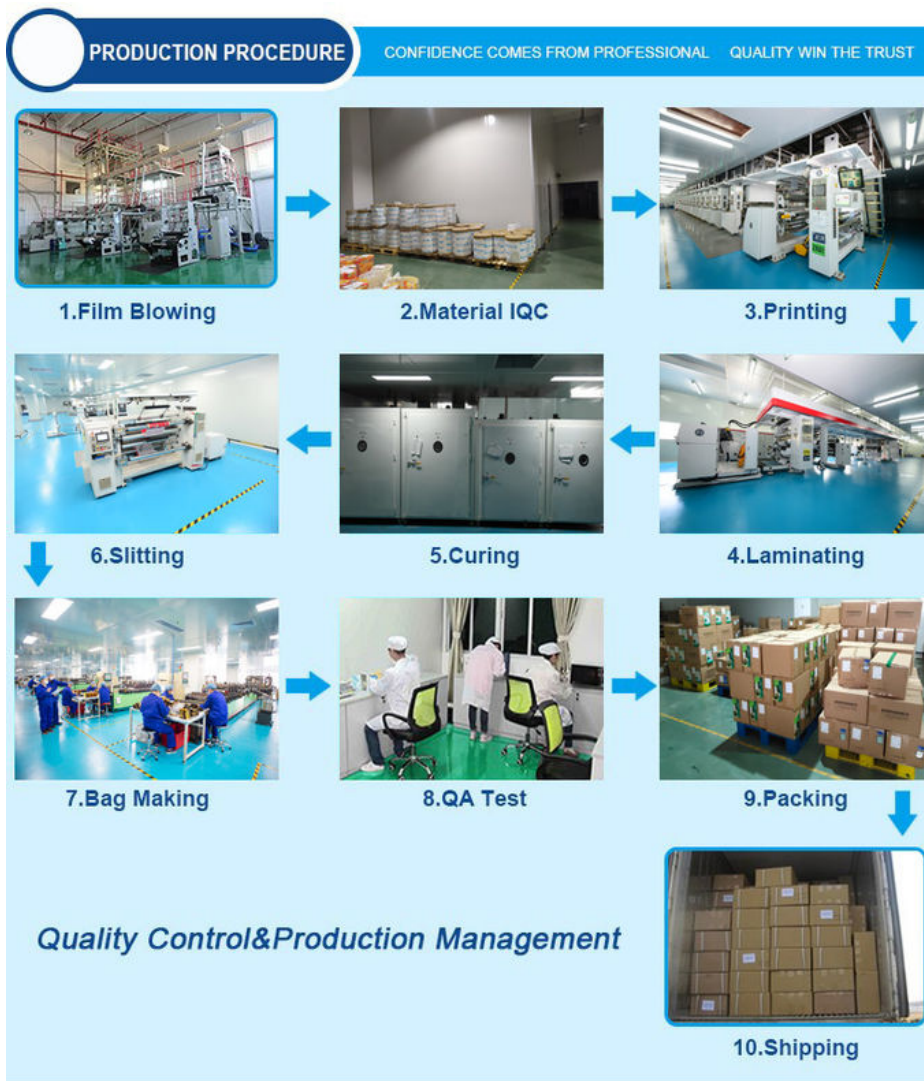 PRODUCTION PROCEDURE
CONFIDENCE COMES FROM PROFESSIONAL QUALITY WIN THE TRUST
1.Film Blowing
2.Material IQC
3.Printing
4.Laminating
5.Curing
6.Slitting
7.Bag Making
8.QA Test
9.Packing
10.Shipping
Quality Control&Production Management